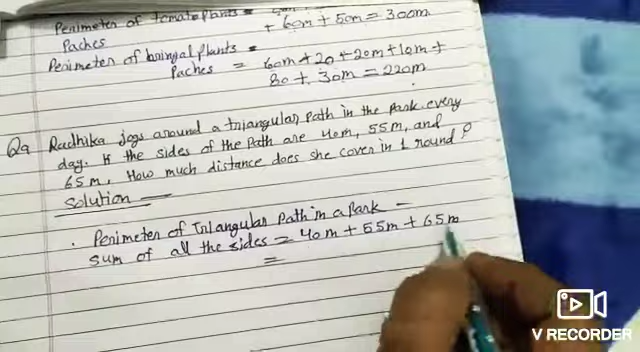 Perimeter of tomato plants =
+ 60m + 50m = 300m
Paches
Perimeter of bringal plants =
Paches = 60m + 20 + 20m + 10m +
80 + 30m = 220m
Q9 Radhika jogs around a triangular path in the park every
day. If the sides of the path are 40m, 55m, and
65m, How much distance does she cover in 1 round ?
Solution —
Perimeter of Triangular Path in a Park —
sum of all the sides = 40m + 55m + 65m
=
V RECORDER